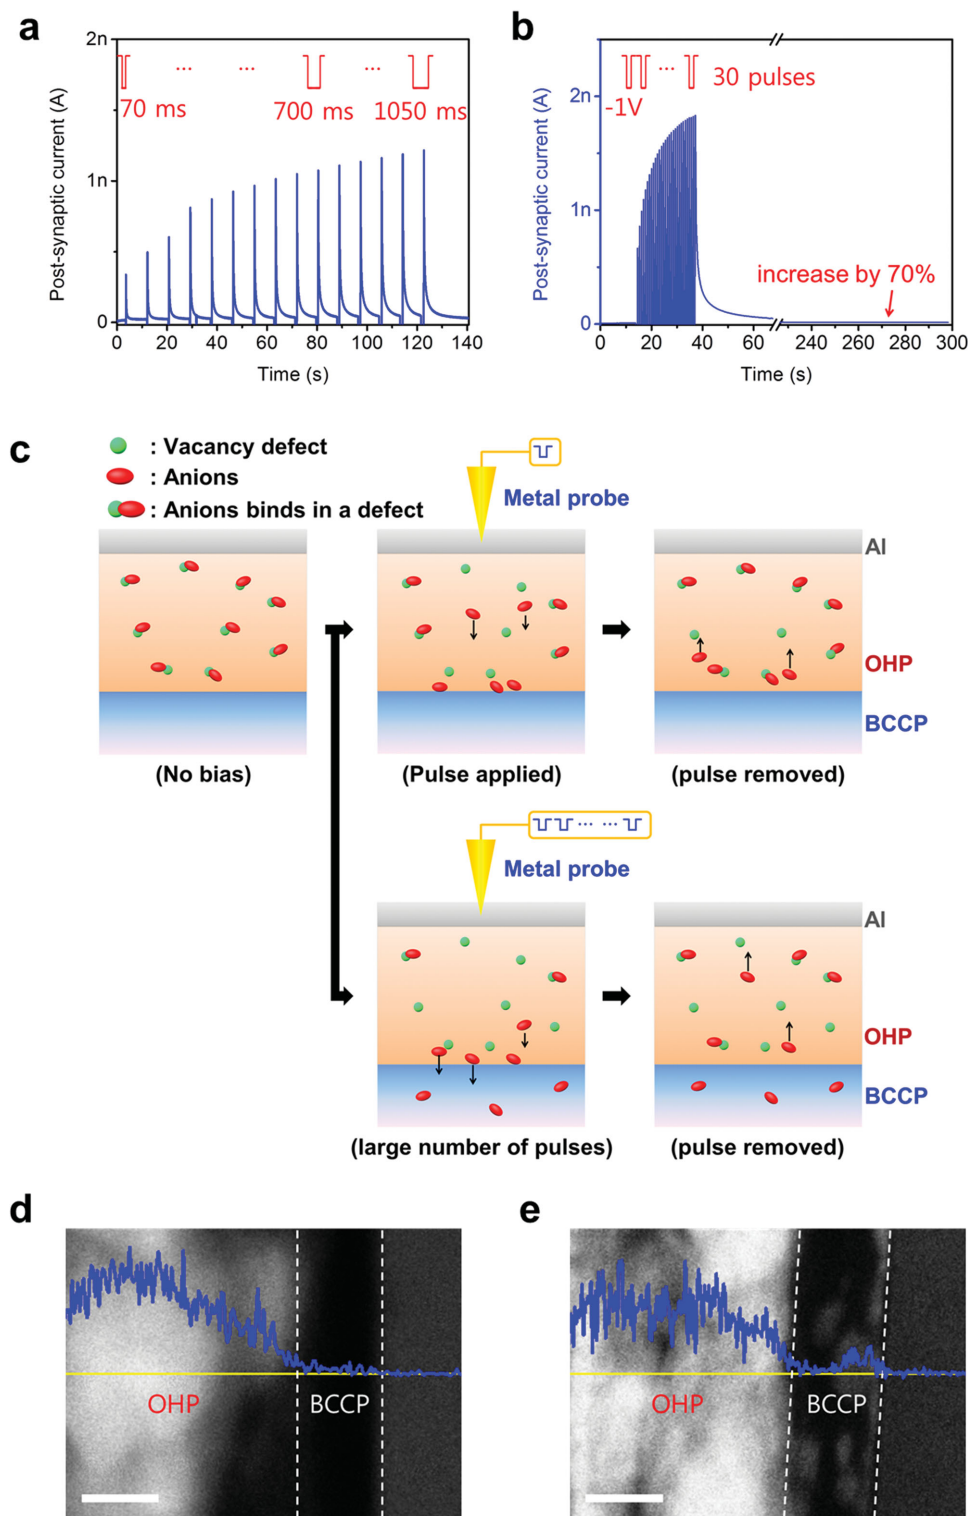 a
2n
1n
0
Post-synaptic current (A)
70 ms
...
...
700 ms
...
1050 ms
0 20 40 60 80 100 120 140
Time (s)
b
2n
1n
0
Post-synaptic current (A)
...
30 pulses
-1V
increase by 70%
0 20 40 60 240 260 280 300
Time (s)
c
: Vacancy defect
: Anions
: Anions binds in a defect
Metal probe
Al
OHP
BCCP
(No bias)
(Pulse applied)
(pulse removed)
... ...
Metal probe
Al
OHP
BCCP
(large number of pulses)
(pulse removed)
d
OHP
BCCP
e
OHP
BCCP